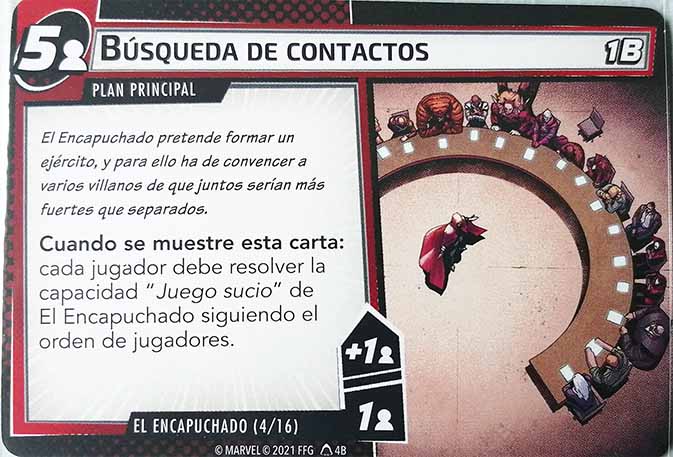 5 BÚSQUEDA DE CONTACTOS 1B
PLAN PRINCIPAL
El Encapuchado pretende formar un
ejército, y para ello ha de convencer a
varios villanos de que juntos serían más
fuertes que separados.
Cuando se muestre esta carta:
cada jugador debe resolver la
capacidad "Juego sucio" de
El Encapuchado siguiendo el
orden de jugadores.
+1
1
EL ENCAPUCHADO (4/16)
© MARVEL © 2021 FFG 4B